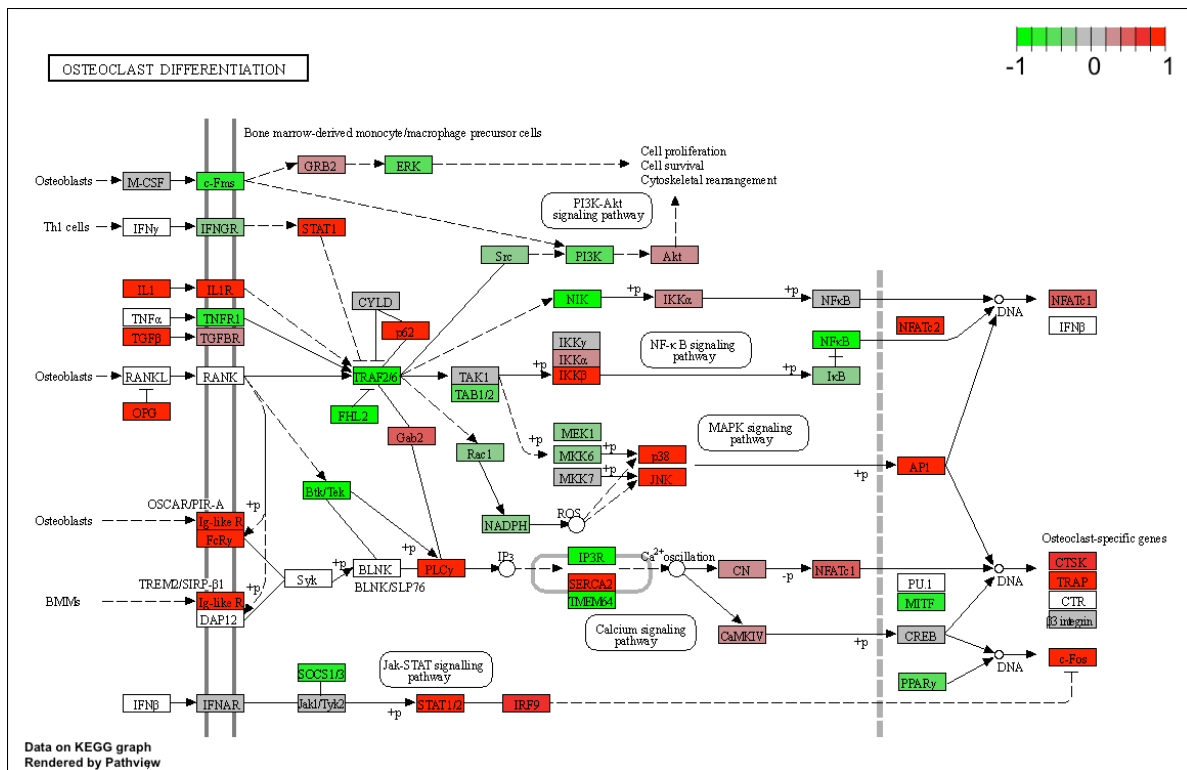 -1 0 1
OSTEOCLAST DIFFERENTIATION
Bone marrow-derived monocyte/macrophage precursor cells
Cell proliferation
Cell survival
Cytoskeletal rearrangement
GRB2 ERK
Osteoblasts M-CSF c-Fms
PI3K-Akt
signaling pathway
Th1 cells IFNγ IFNGR STAT1
Src PI3K Akt
IL1 IL1R
CYLD
NIK +p IKKα +p NFκB
DNA
NFATc1
TNFα TNFR1
p62
NFATc2
IFNβ
TGFβ TGFBR
IKKγ
IKKα
IKKβ
NF-κ B signaling
pathway
NFκB
Osteoblasts RANKL RANK TRAF2/6 TAK1 +p +p IκB
TAB1/2
OPG
FHL2
Gab2
MAPK signaling
pathway
+p
MEK1
MKK6 +p p38
MKK7 +p JNK
+p
AP1
Rac1
Btk/Tek
OSCAR/PIR-A +p
ROS
NADPH
Osteoblasts Ig-like R
FcRγ
Osteoclast-specific genes
IP3R
Ca2+oscillation
+p BLNK +p PLCγ IP3
BLNK/SLP76
Syk
SERCA2
TMEM64
CN -p NFATc1
DNA
CTSK
TRAP
CTR
β3 integrin
TREM2/SIRP-β1 +p
BMMs Ig-like R
DAP12
PU.1
MITF
Calcium signaling
pathway
CaMKIV +p CREB
DNA
c-Fos
Jak-STAT signalling
pathway
SOCS1/3
PPARγ
IFNβ IFNAR Jak1/Tyk2 +p STAT1/2 IRF9
Data on KEGG graph
Rendered by Pathview